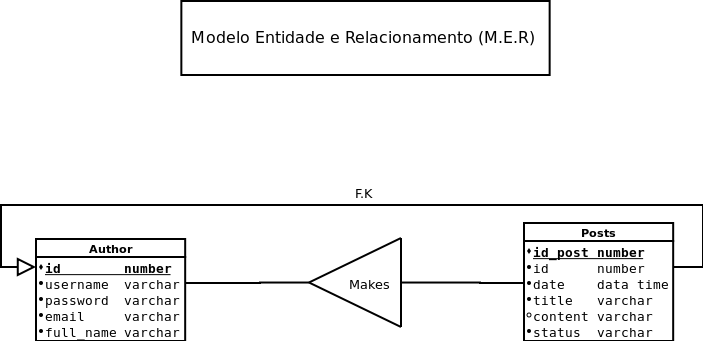 Modelo Entidade e Relacionamento (M.E.R)
F.K
Author
id number
username varchar
password varchar
email varchar
full_name varchar
Makes
Posts
id_post number
id number
date data time
title varchar
content varchar
status varchar